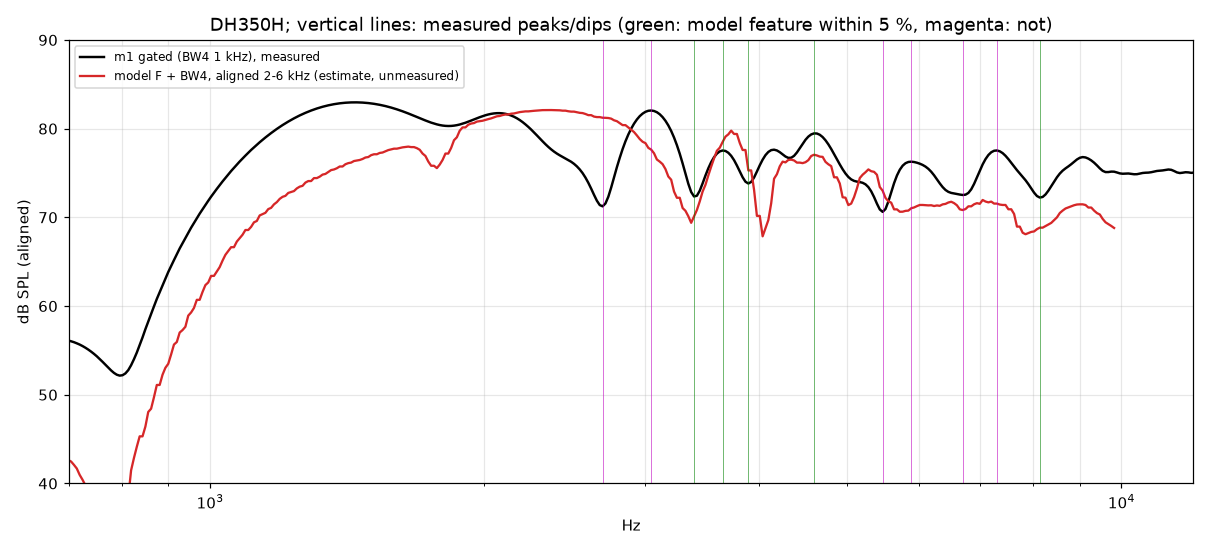 DH350H; vertical lines: measured peaks/dips (green: model feature within 5 %, magenta: not)
m1 gated (BW4 1 kHz), measured
model F + BW4, aligned 2-6 kHz (estimate, unmeasured)
dB SPL (aligned)
90
80
70
60
50
40
10³
10⁴
Hz